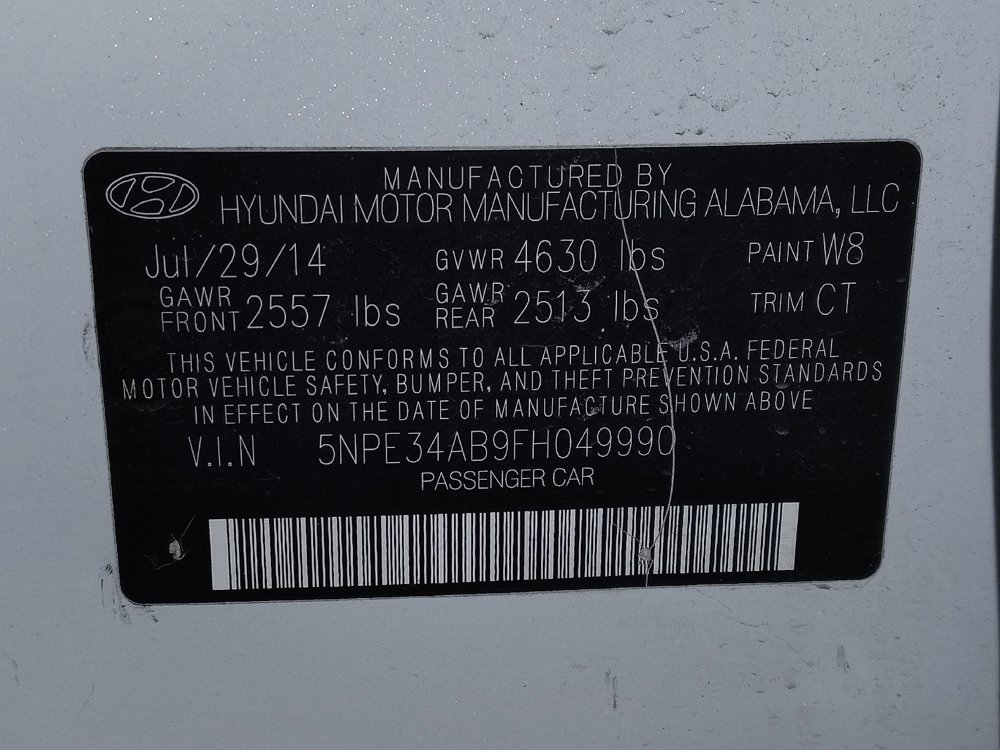 MANUFACTURED BY
HYUNDAI MOTOR MANUFACTURING ALABAMA, LLC
Jul/29/14 GVWR 4630 lbs PAINT W8
GAWR FRONT 2557 lbs GAWR REAR 2513 lbs TRIM CT
THIS VEHICLE CONFORMS TO ALL APPLICABLE U.S.A. FEDERAL
MOTOR VEHICLE SAFETY, BUMPER, AND THEFT PREVENTION STANDARDS
IN EFFECT ON THE DATE OF MANUFACTURE SHOWN ABOVE
V.I.N 5NPE34AB9FH049990
PASSENGER CAR